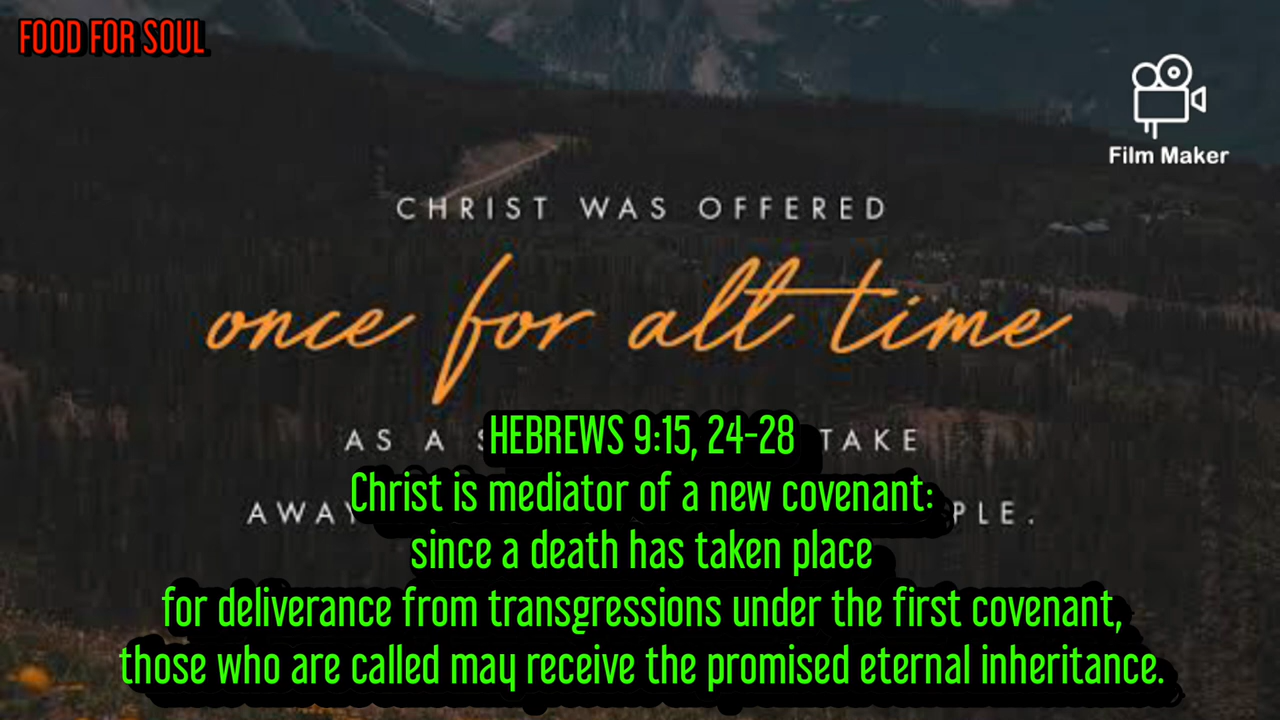 FOOD FOR SOUL
Film Maker
CHRIST WAS OFFERED
once for all time
AS A TAKE
HEBREWS 9:15, 24-28
AWAY
Christ is mediator of a new covenant:
since a death has taken place
for deliverance from transgressions under the first covenant,
those who are called may receive the promised eternal inheritance.